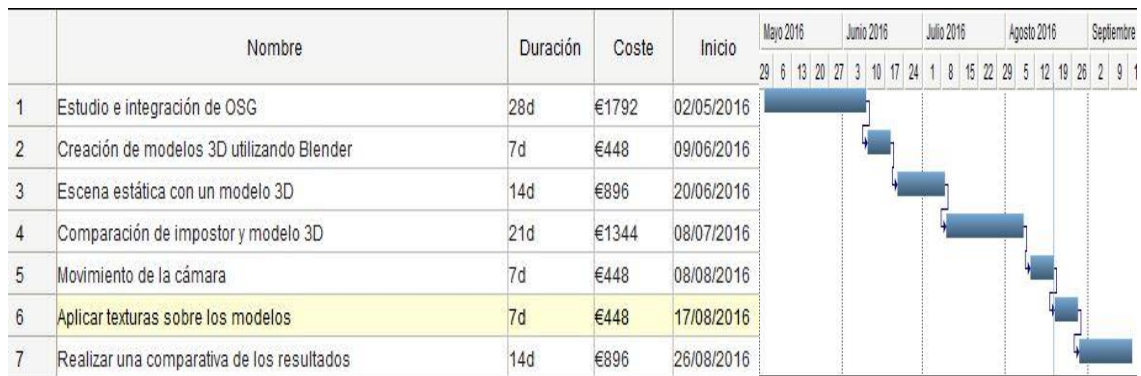 Nombre Duración Coste Inicio Mayo 2016 Junio 2016 Julio 2016 Agosto 2016 Septiembre
29 6 13 20 27 3 10 17 24 1 8 15 22 29 5 12 19 26 2 9
1 Estudio e integración de OSG 28d €1792 02/05/2016
2 Creación de modelos 3D utilizando Blender 7d €448 09/06/2016
3 Escena estática con un modelo 3D 14d €896 20/06/2016
4 Comparación de impostor y modelo 3D 21d €1344 08/07/2016
5 Movimiento de la cámara 7d €448 08/08/2016
6 Aplicar texturas sobre los modelos 7d €448 17/08/2016
7 Realizar una comparativa de los resultados 14d €896 26/08/2016